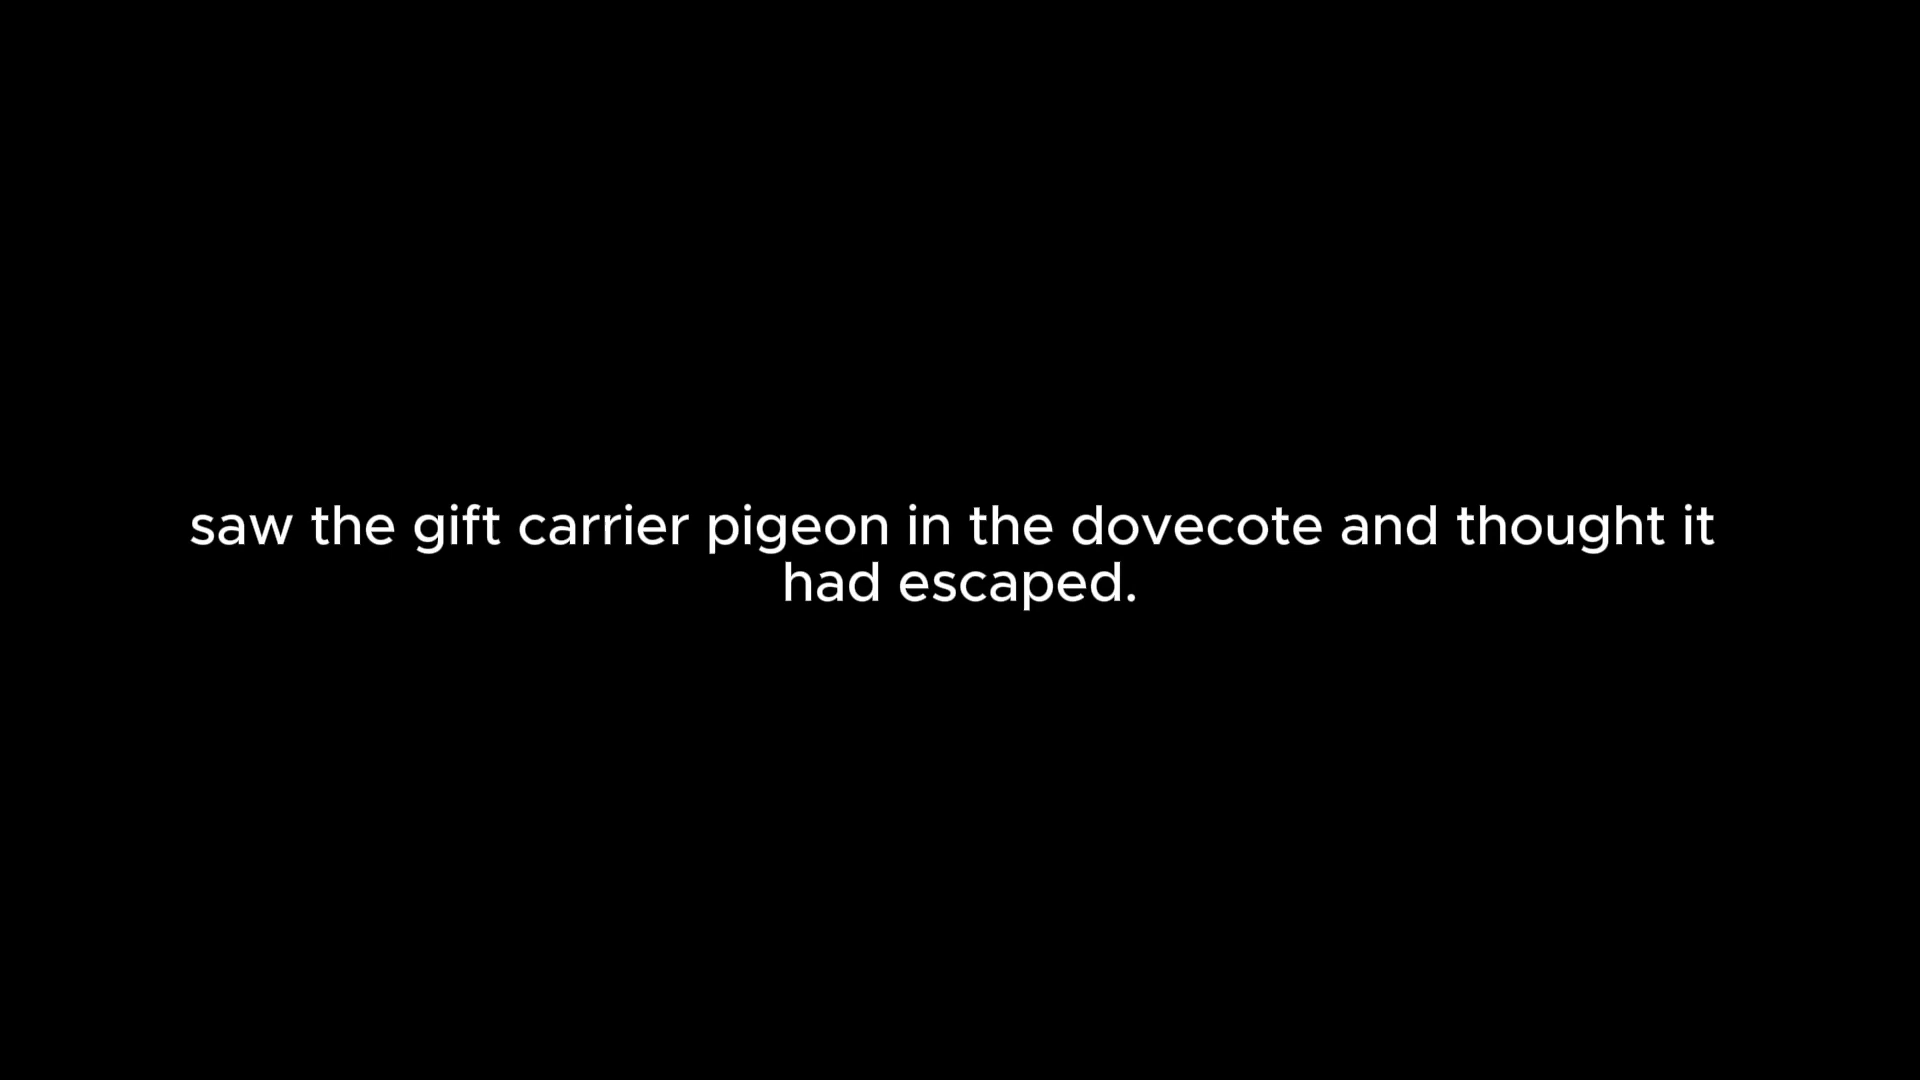 saw the gift carrier pigeon in the dovecote and thought it
had escaped.